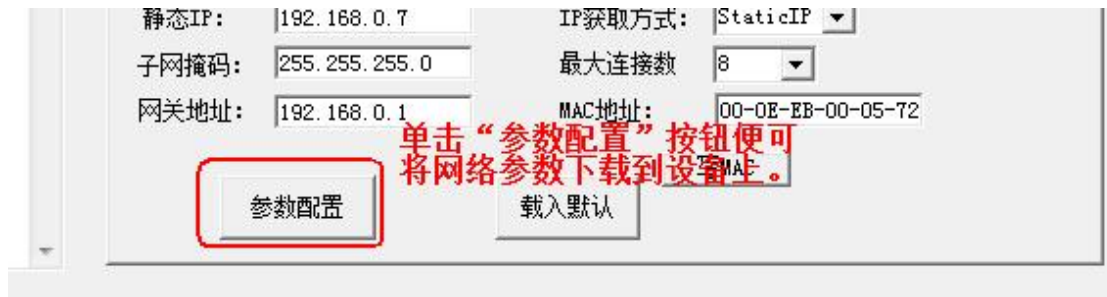 静态IP: 192.168.0.7 IP获取方式: StaticIP
子网掩码: 255.255.255.0 最大连接数 8
网关地址: 192.168.0.1 MAC地址: 00-0E-EB-00-05-72
单击“参数配置”按钮便可
将网络参数下载到设备上。
写MAC
参数配置 载入默认